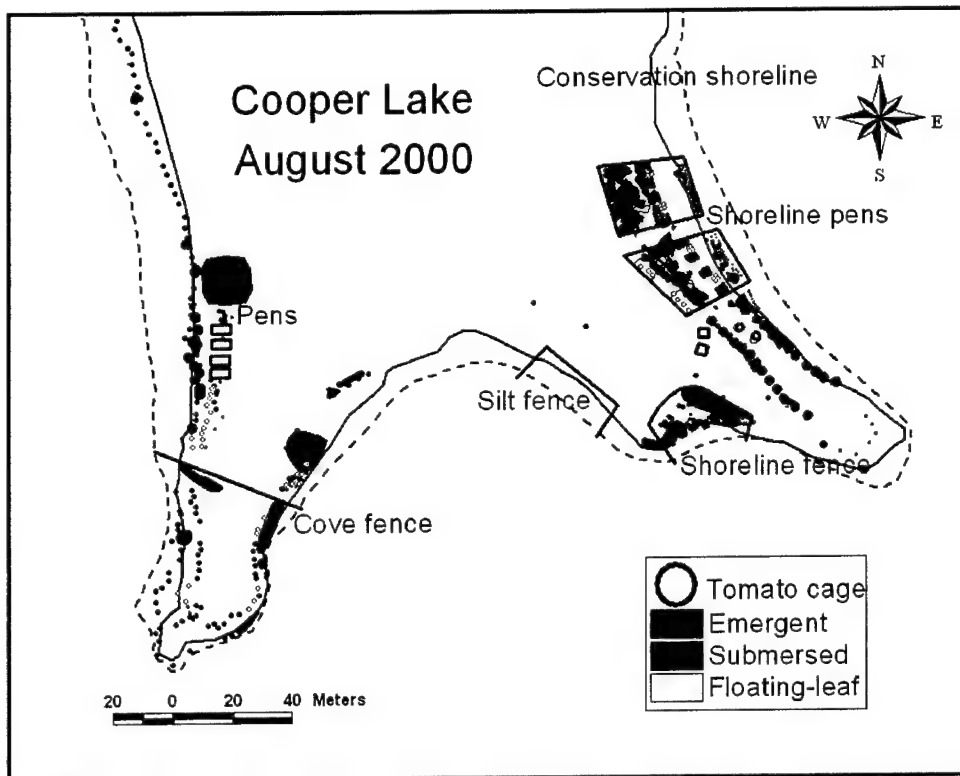 Cooper Lake
August 2000
Conservation shoreline
N
W
E
S
Shoreline pens
Pens
Silt fence
Shoreline fence
Cove fence
Tomato cage
Emergent
Submersed
Floating-leaf
20 0 20 40 Meters